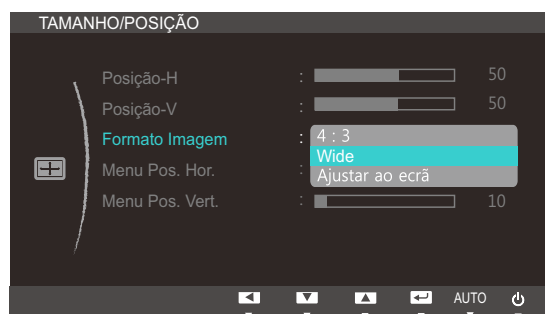 TAMANHO/POSIÇÃO
Posição-H : 50
Posição-V : 50
Formato Imagem : 4 : 3
Wide
Menu Pos. Hor. : Ajustar ao ecrã
Menu Pos. Vert. : 10
AUTO